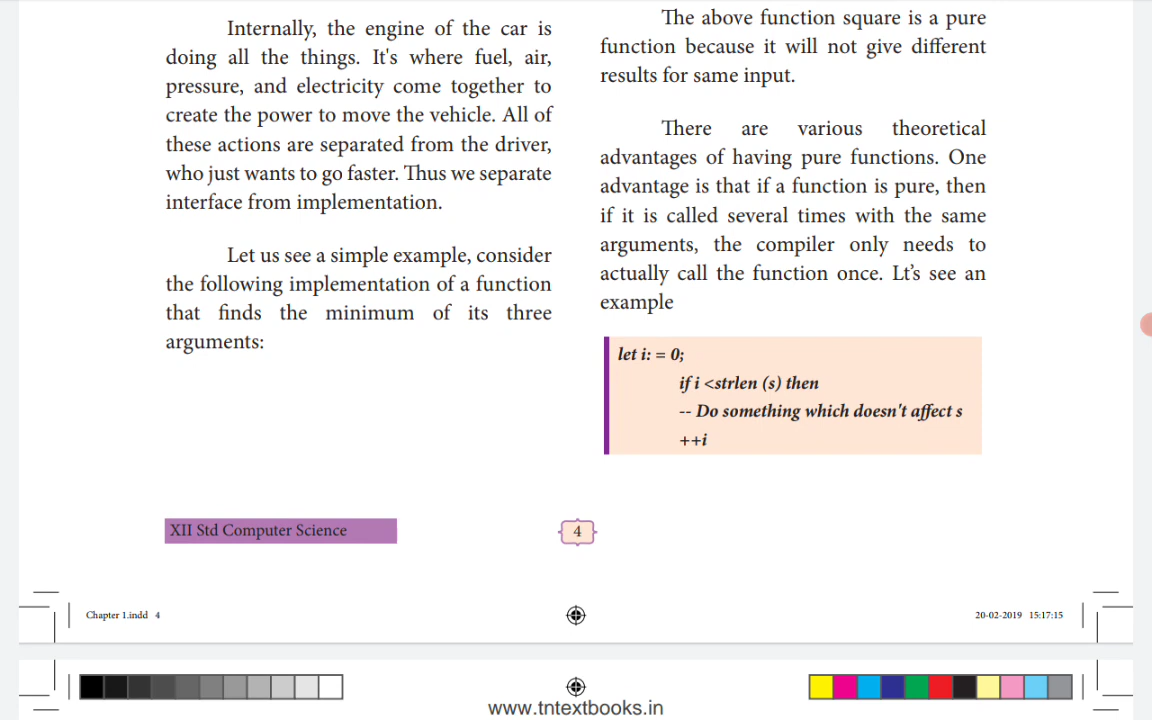 Internally, the engine of the car is
doing all the things. It's where fuel, air,
pressure, and electricity come together to
create the power to move the vehicle. All of
these actions are separated from the driver,
who just wants to go faster. Thus we separate
interface from implementation.
Let us see a simple example, consider
the following implementation of a function
that finds the minimum of its three
arguments:
The above function square is a pure
function because it will not give different
results for same input.
There are various theoretical
advantages of having pure functions. One
advantage is that if a function is pure, then
if it is called several times with the same
arguments, the compiler only needs to
actually call the function once. Lt's see an
example
let i: = 0;
if i <strlen (s) then
-- Do something which doesn't affect s
++i
XII Std Computer Science
4
Chapter 1.indd 4
20-02-2019 15:17:15
www.tntextbooks.in